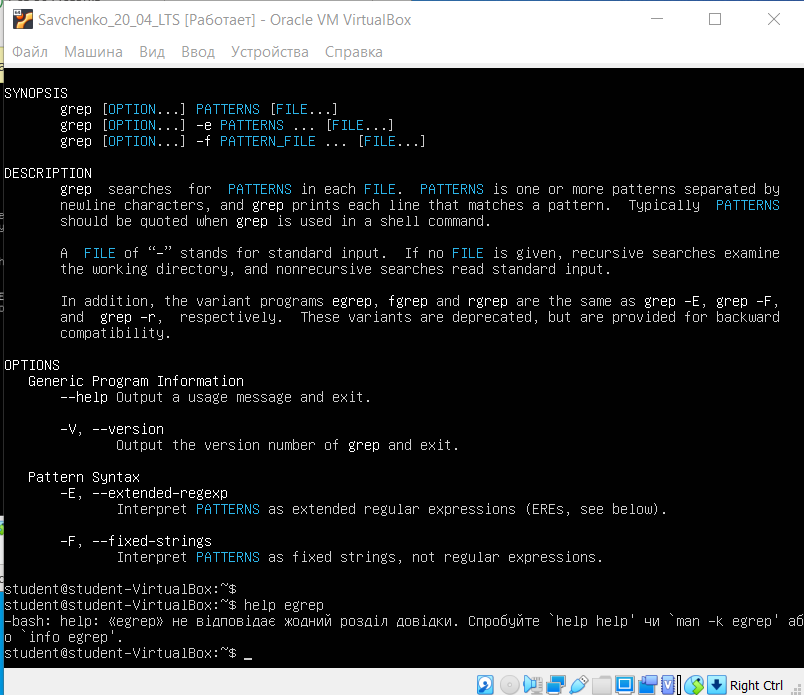 Savchenko_20_04_LTS [Работает] - Oracle VM VirtualBox
Файл Машина Вид Ввод Устройства Справка
SYNOPSIS
grep [OPTION...] PATTERNS [FILE...]
grep [OPTION...] -e PATTERNS ... [FILE...]
grep [OPTION...] -f PATTERN_FILE ... [FILE...]
DESCRIPTION
grep searches for PATTERNS in each FILE. PATTERNS is one or more patterns separated by
newline characters, and grep prints each line that matches a pattern. Typically PATTERNS
should be quoted when grep is used in a shell command.
A FILE of “-” stands for standard input. If no FILE is given, recursive searches examine
the working directory, and nonrecursive searches read standard input.
In addition, the variant programs egrep, fgrep and rgrep are the same as grep -E, grep -F,
and grep -r, respectively. These variants are deprecated, but are provided for backward
compatibility.
OPTIONS
Generic Program Information
--help Output a usage message and exit.
-V, --version
Output the version number of grep and exit.
Pattern Syntax
-E, --extended-regexp
Interpret PATTERNS as extended regular expressions (EREs, see below).
-F, --fixed-strings
Interpret PATTERNS as fixed strings, not regular expressions.
student@student-VirtualBox:~$
student@student-VirtualBox:~$ help egrep
-bash: help: «egrep» не відповідає жодний розділ довідки. Спробуйте `help help' чи `man -k egrep' аб
о `info egrep'.
student@student-VirtualBox:~$ _
Right Ctrl